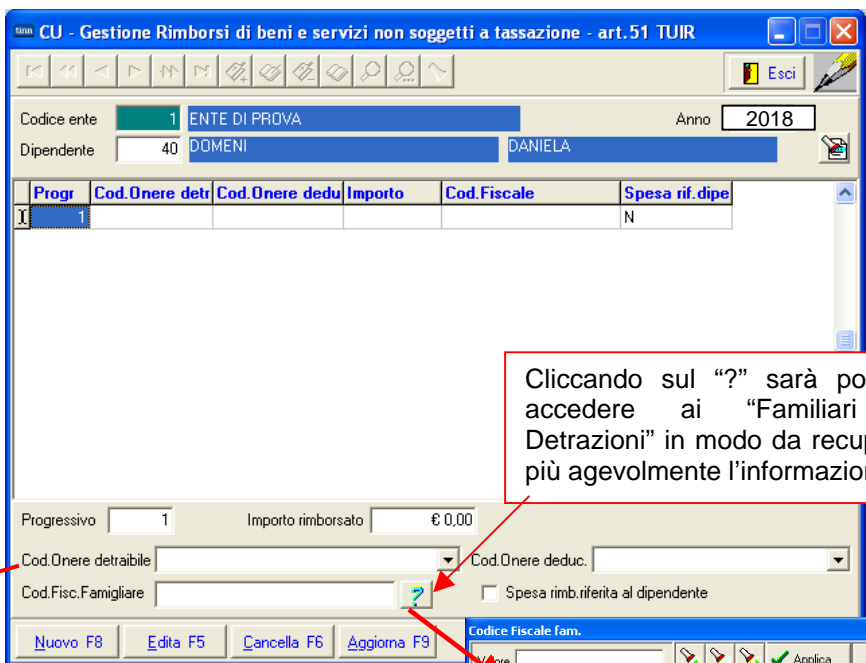 tinn CU - Gestione Rimborsi di beni e servizi non soggetti a tassazione - art.51 TUIR
Esci
Codice ente 1 ENTE DI PROVA Anno 2018
Dipendente 40 DOMENI DANIELA
Progr Cod.Onere detr Cod.Onere dedu Importo Cod.Fiscale Spesa rif.dipe
1 N
Cliccando sul “?” sarà po
accedere ai “Familiari
Detrazioni” in modo da recup
più agevolmente l’informazion
Progressivo 1 Importo rimborsato € 0,00
Cod.Onere detraibile Cod.Onere deduc.
Cod.Fisc.Famigliare ? Spesa rimb.riferita al dipendente
Nuovo F8 Edita F5 Cancella F6 Aggiorna F9
Codice Fiscale fam.
Applica